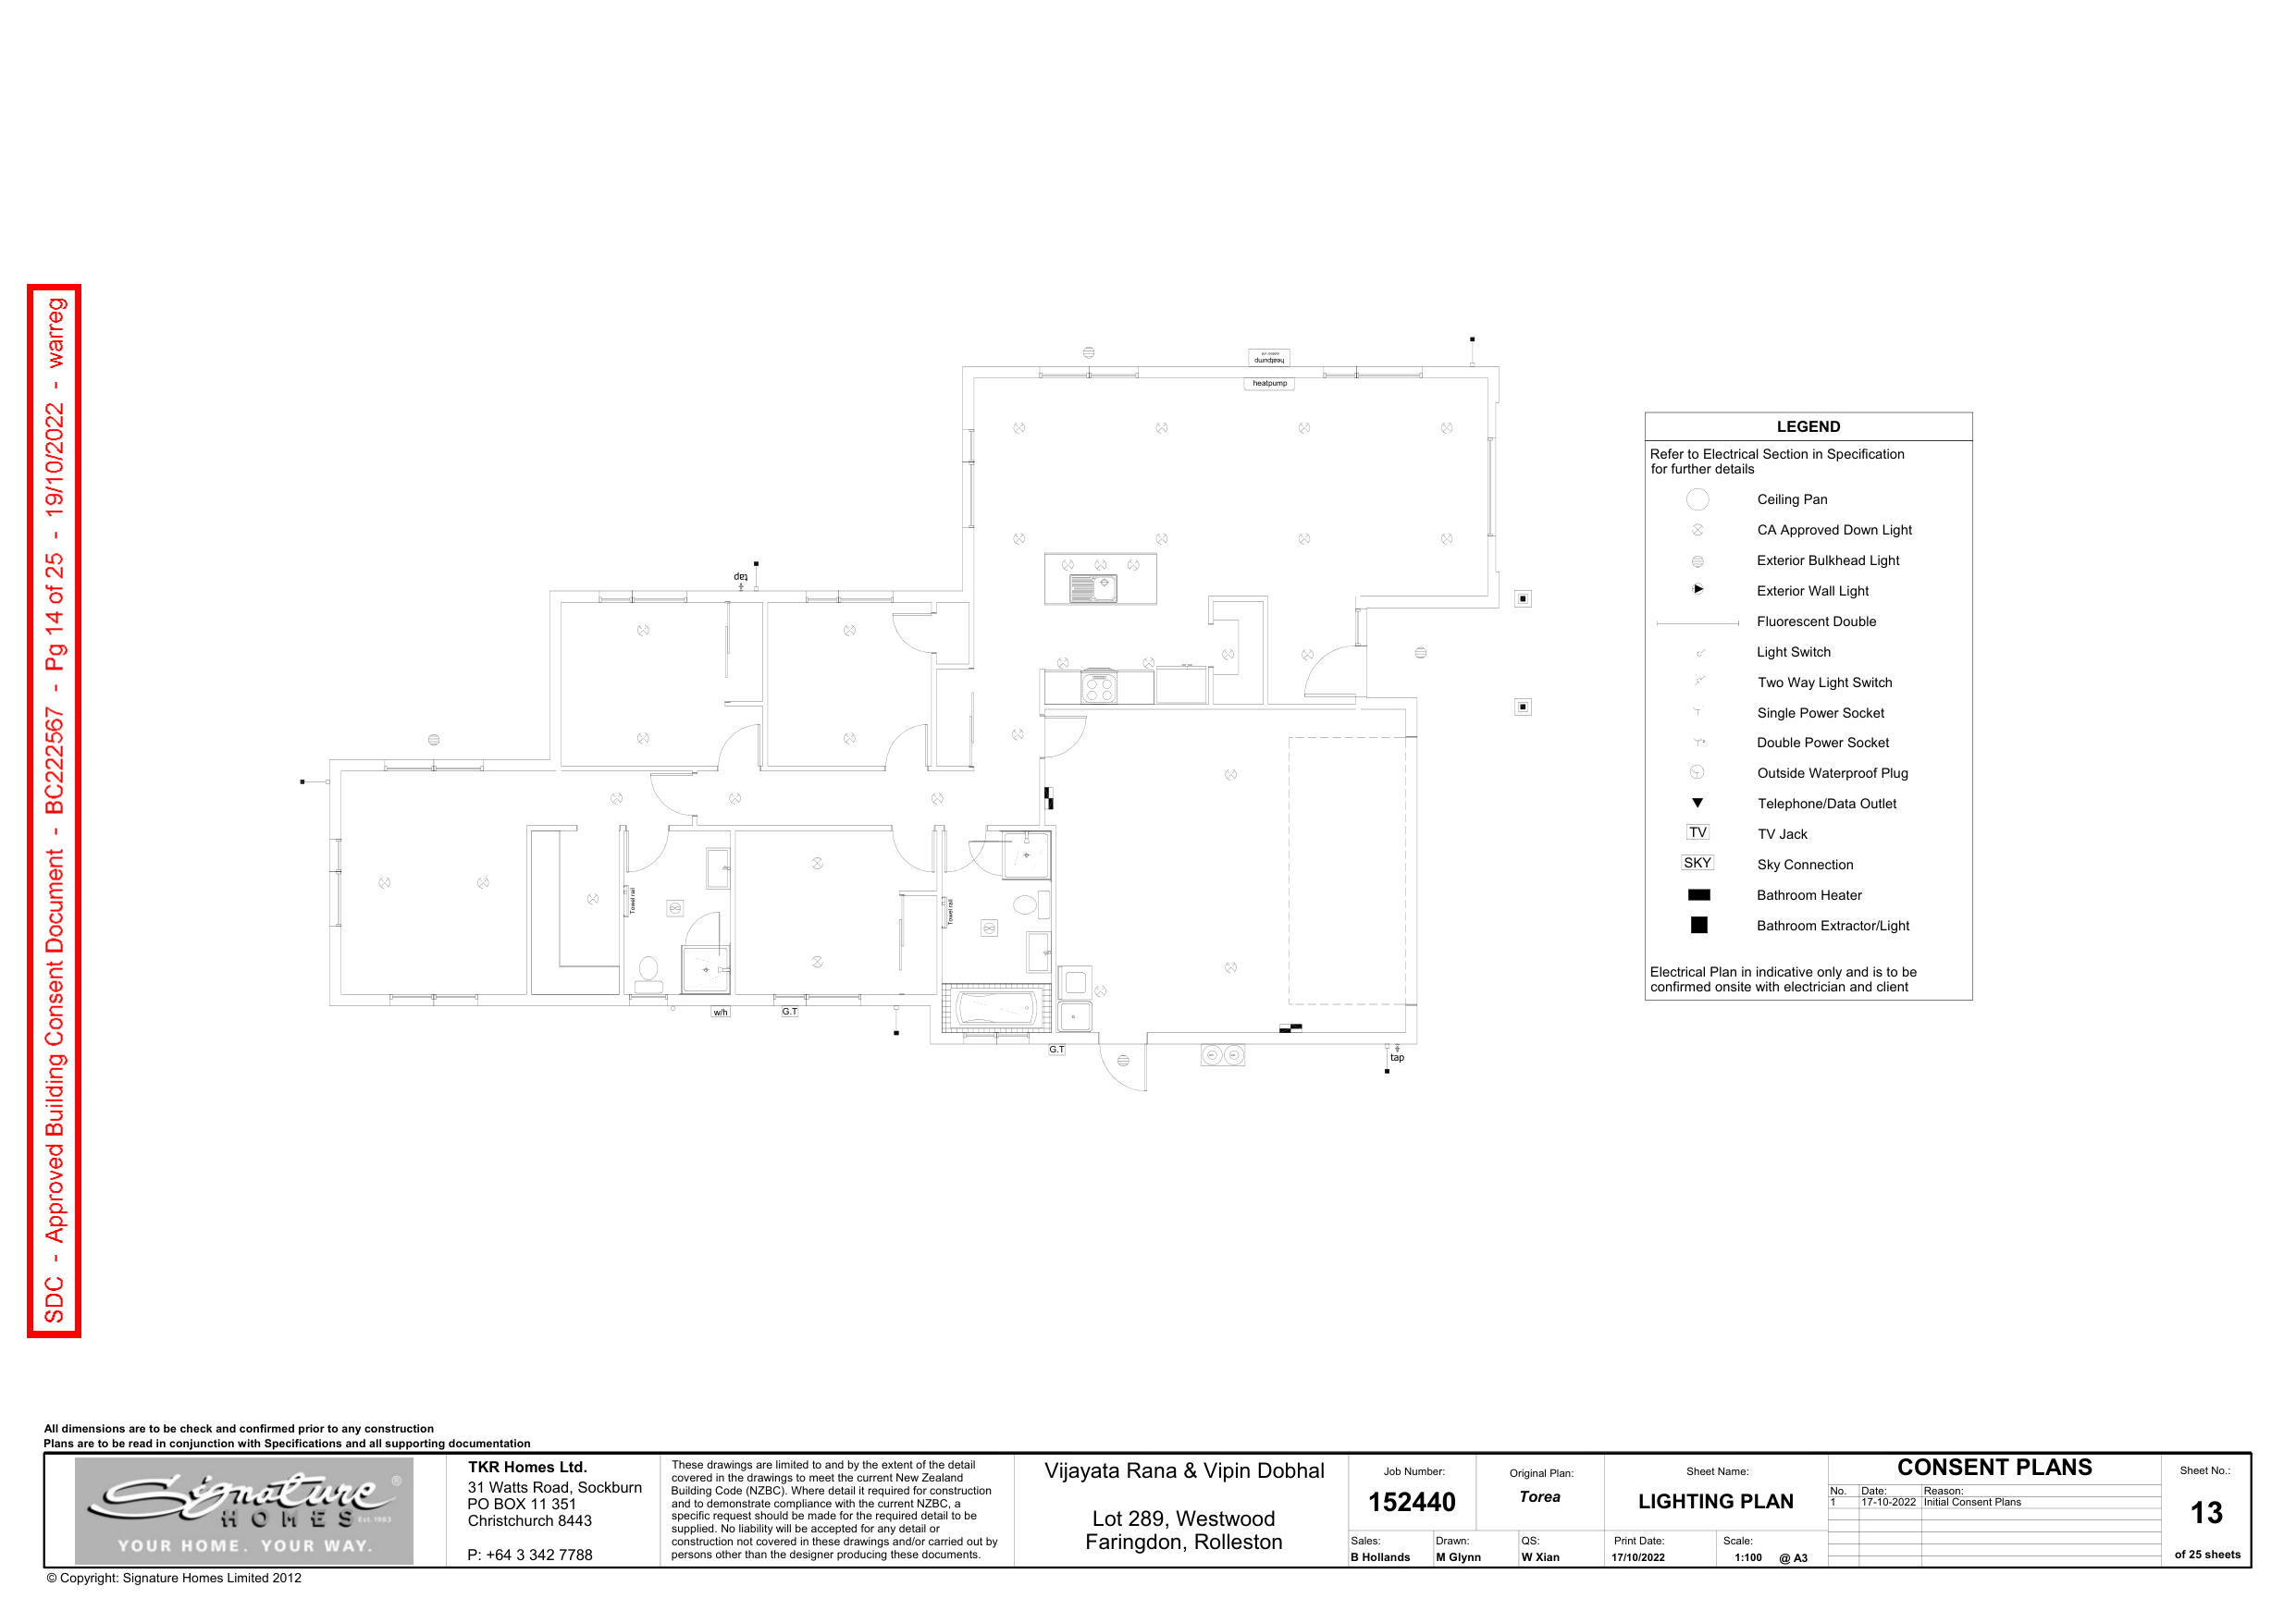 SDC - Approved Building Consent Document - BC222567 - Pg 14 of 25 - 19/10/2022 - warreg
heatpump
heatpump
tap
Towel rail
Towel rail
w/h
G.T
G.T
tap
LEGEND
Refer to Electrical Section in Specification
for further details
Ceiling Pan
CA Approved Down Light
Exterior Bulkhead Light
Exterior Wall Light
Fluorescent Double
Light Switch
Two Way Light Switch
Single Power Socket
Double Power Socket
Outside Waterproof Plug
Telephone/Data Outlet
TV TV Jack
SKY Sky Connection
Bathroom Heater
Bathroom Extractor/Light
Electrical Plan in indicative only and is to be
confirmed onsite with electrician and client
All dimensions are to be check and confirmed prior to any construction
Plans are to be read in conjunction with Specifications and all supporting documentation
Signature ®
HOMES Est. 1983
YOUR HOME. YOUR WAY.
TKR Homes Ltd.
31 Watts Road, Sockburn
PO BOX 11 351
Christchurch 8443
P: +64 3 342 7788
These drawings are limited to and by the extent of the detail
covered in the drawings to meet the current New Zealand
Building Code (NZBC). Where detail it required for construction
and to demonstrate compliance with the current NZBC, a
specific request should be made for the required detail to be
supplied. No liability will be accepted for any detail or
construction not covered in these drawings and/or carried out by
persons other than the designer producing these documents.
Vijayata Rana & Vipin Dobhal
Lot 289, Westwood
Faringdon, Rolleston
Job Number:
152440
Original Plan:
Torea
Sheet Name:
LIGHTING PLAN
Sales:
B Hollands
Drawn:
M Glynn
QS:
W Xian
Print Date:
17/10/2022
Scale:
1:100 @ A3
CONSENT PLANS
No. Date: Reason:
1 17-10-2022 Initial Consent Plans
Sheet No.:
13
of 25 sheets
© Copyright: Signature Homes Limited 2012